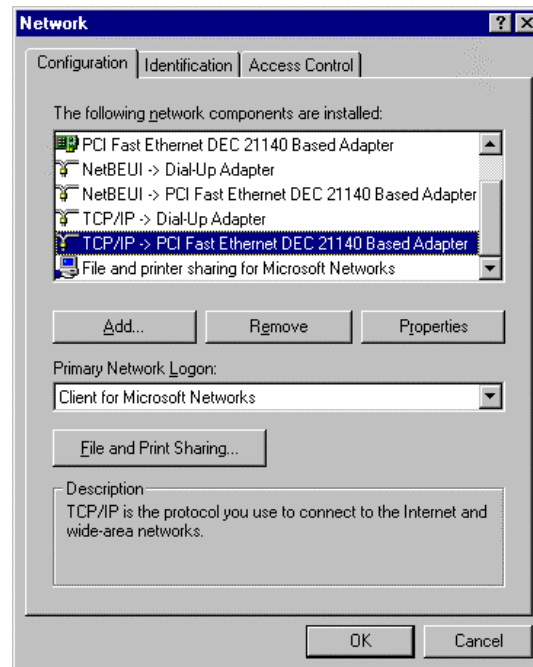 Network
Configuration Identification Access Control
The following network components are installed:
PCI Fast Ethernet DEC 21140 Based Adapter
NetBEUI -> Dial-Up Adapter
NetBEUI -> PCI Fast Ethernet DEC 21140 Based Adapter
TCP/IP -> Dial-Up Adapter
TCP/IP -> PCI Fast Ethernet DEC 21140 Based Adapter
File and printer sharing for Microsoft Networks
Add... Remove Properties
Primary Network Logon:
Client for Microsoft Networks
File and Print Sharing...
Description
TCP/IP is the protocol you use to connect to the Internet and
wide-area networks.
OK Cancel